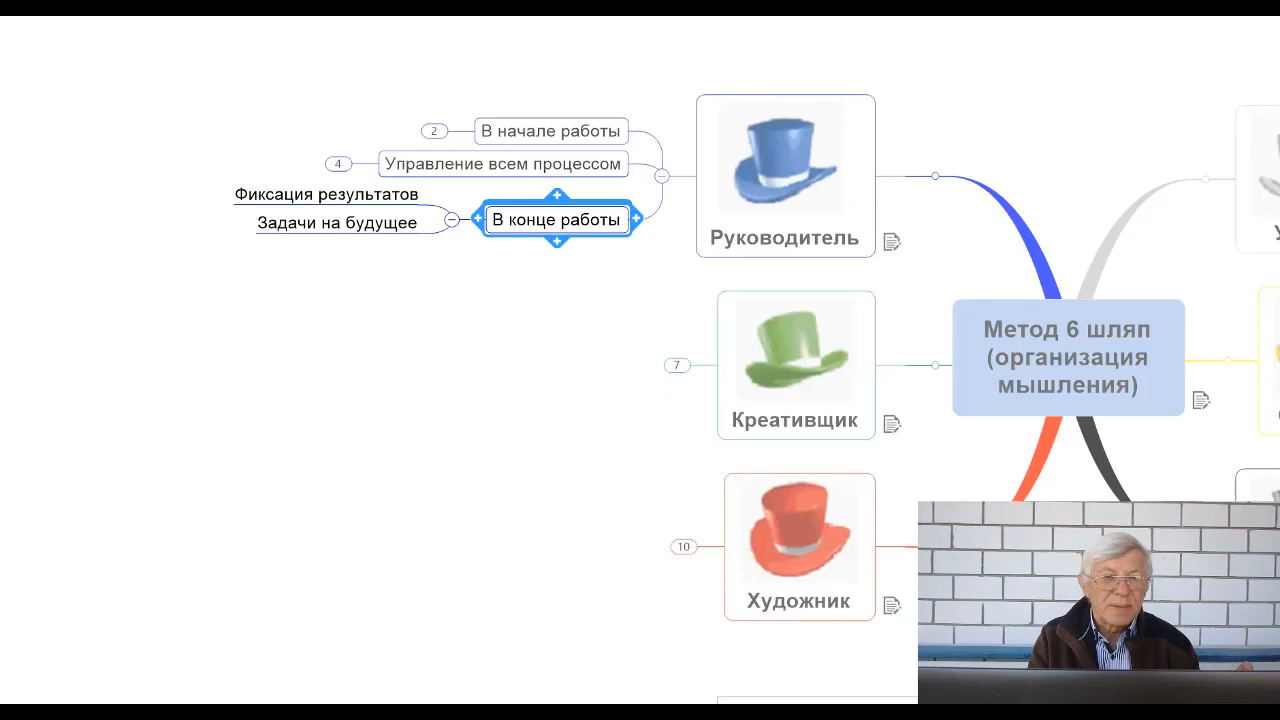 2
В начале работы
4
Управление всем процессом
Фиксация результатов
Задачи на будущее
В конце работы
Руководитель
7
Креативщик
10
Художник
Метод 6 шляп
(организация
мышления)